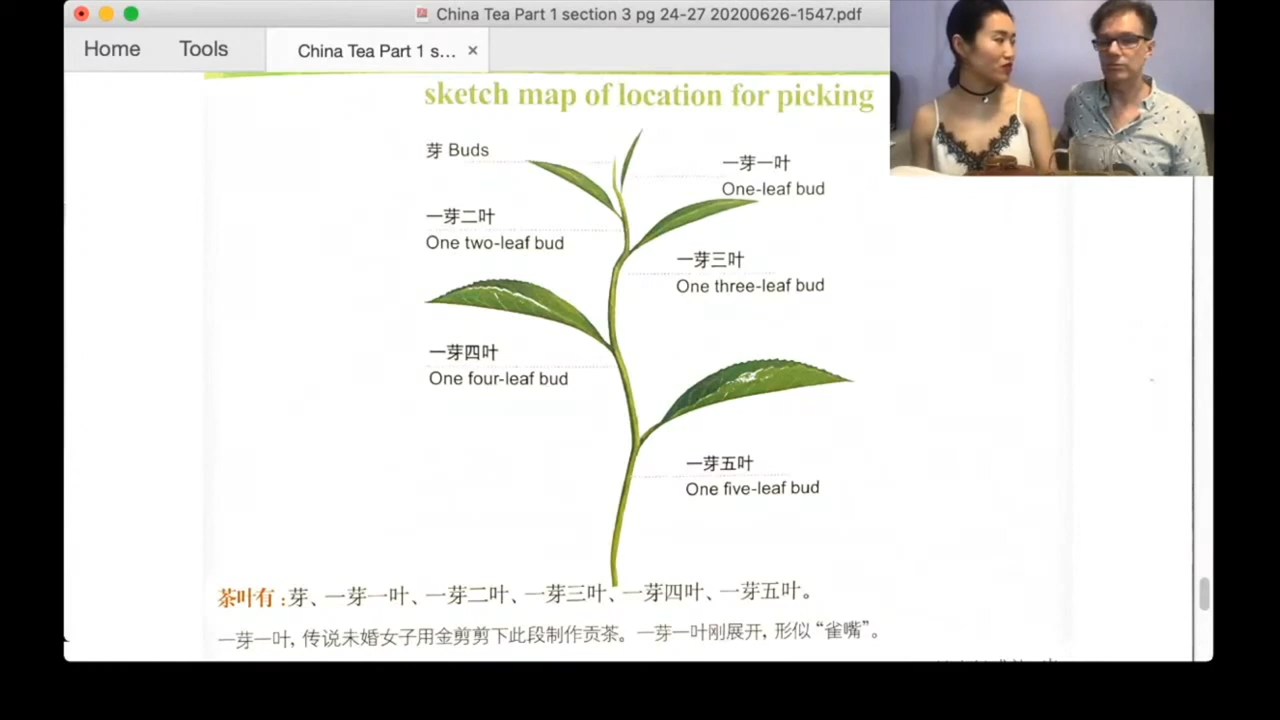 China Tea Part 1 section 3 pg 24-27 20200626-1547.pdf
Home Tools China Tea Part 1 s... ×
sketch map of location for picking
芽 Buds
一芽一叶
One-leaf bud
一芽二叶
One two-leaf bud
一芽三叶
One three-leaf bud
一芽四叶
One four-leaf bud
一芽五叶
One five-leaf bud
茶叶有：芽、一芽一叶、一芽二叶、一芽三叶、一芽四叶、一芽五叶。
一芽一叶，传说未婚女子用金剪剪下此段制作贡茶。一芽一叶刚展开，形似“雀嘴”。